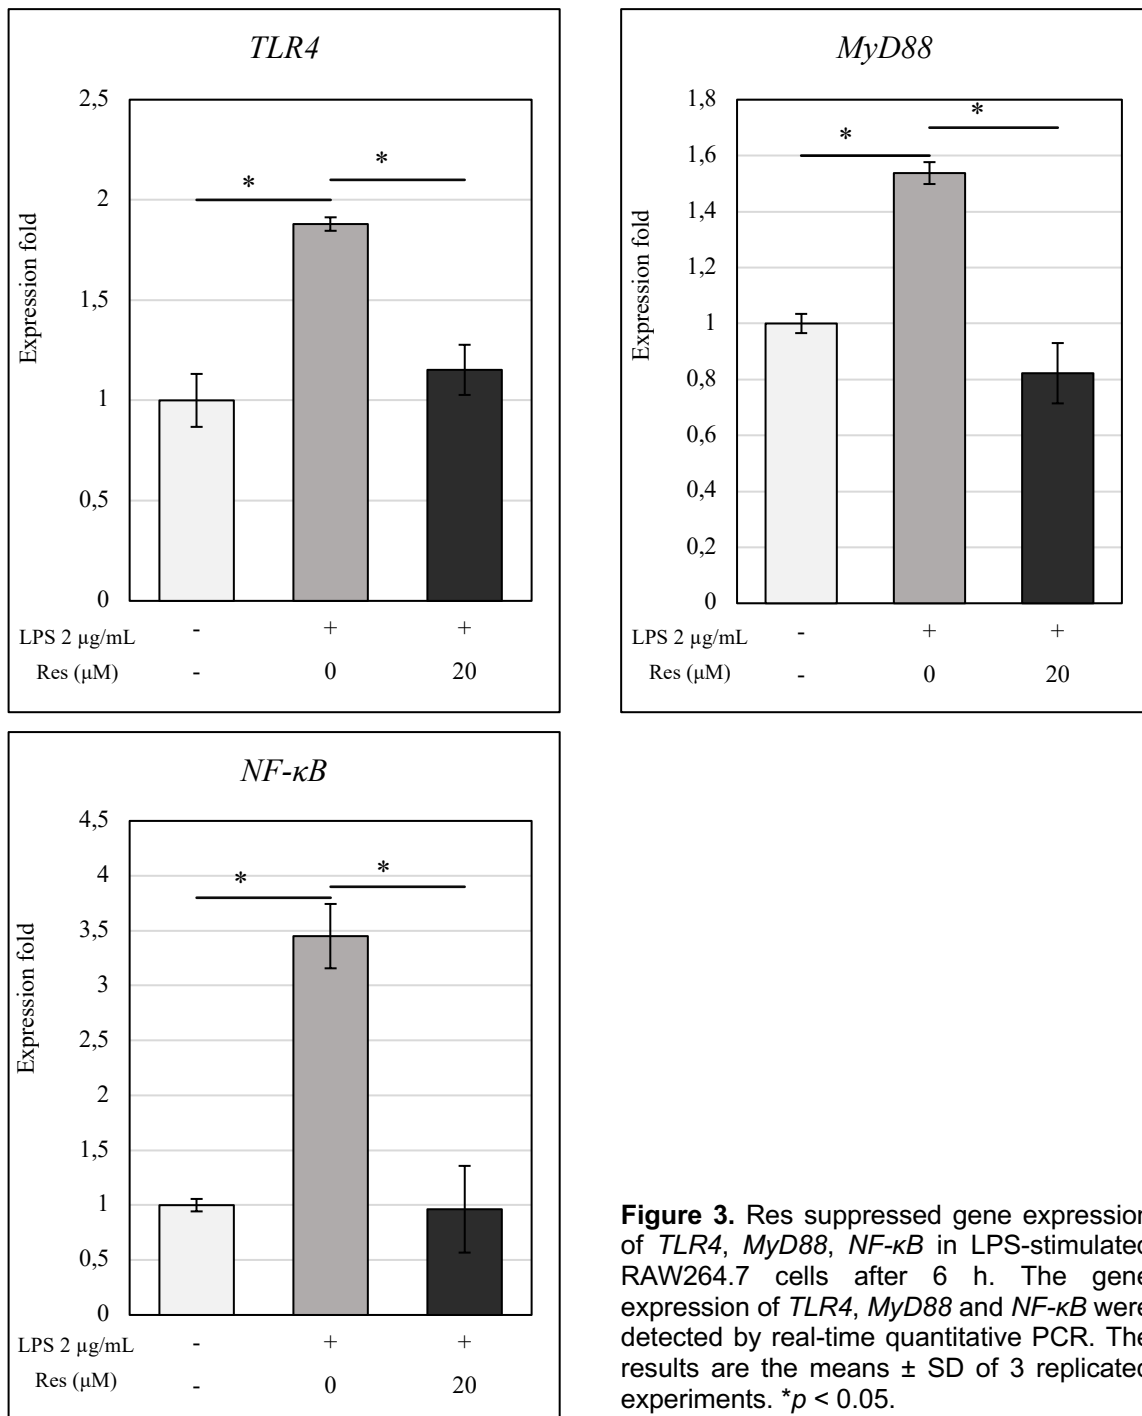 TLR4
2,5
2
1,5
1
0,5
0
Expression fold
*
*
LPS 2 µg/mL - + +
Res (µM) - 0 20
MyD88
1,8
1,6
1,4
1,2
1
0,8
0,6
0,4
0,2
0
Expression fold
*
*
LPS 2 µg/mL - + +
Res (µM) - 0 20
NF-κB
4,5
4
3,5
3
2,5
2
1,5
1
0,5
0
Expression fold
*
*
LPS 2 µg/mL - + +
Res (µM) - 0 20
Figure 3. Res suppressed gene expression
of TLR4, MyD88, NF-κB in LPS-stimulated
RAW264.7 cells after 6 h. The gene
expression of TLR4, MyD88 and NF-κB were
detected by real-time quantitative PCR. The
results are the means ± SD of 3 replicated
experiments. *p < 0.05.